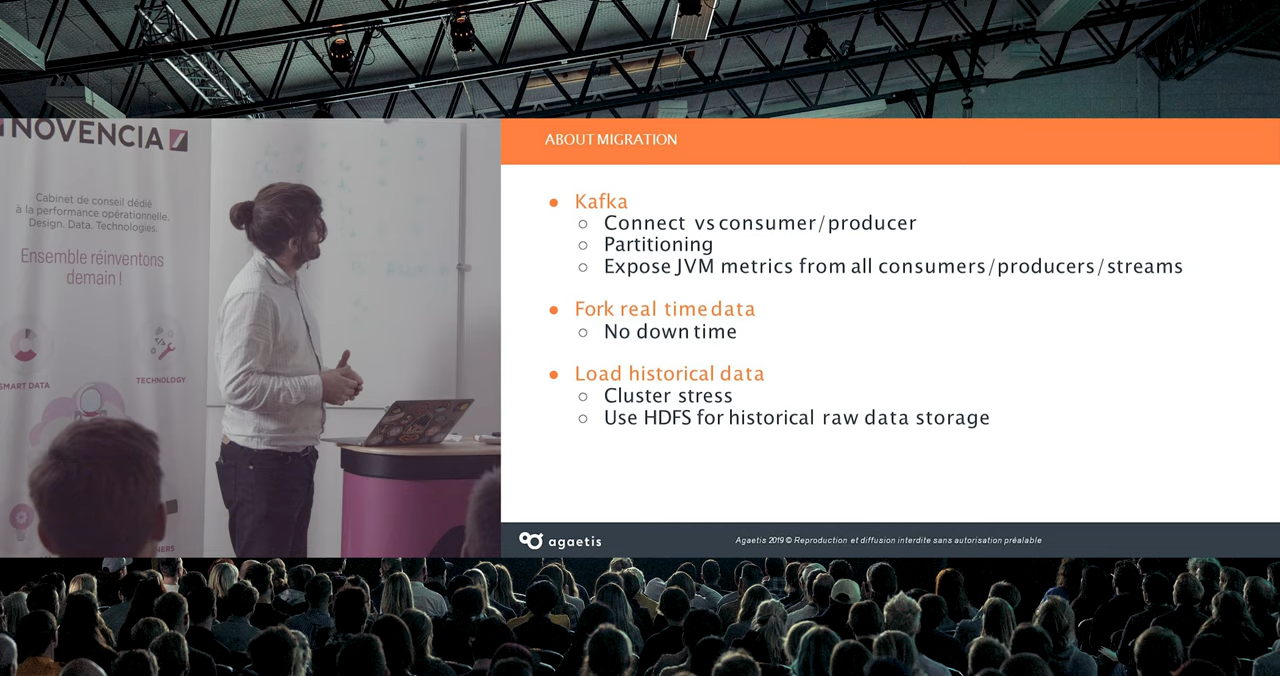 NOVENCIA
Cabinet de conseil dédié
à la performance opérationnelle.
Design. Data. Technologies.
Ensemble réinventons
demain !
SMART DATA
TECHNOLOGY
ABOUT MIGRATION
● Kafka
○ Connect vs consumer/producer
○ Partitioning
○ Expose JVM metrics from all consumers/producers/streams
● Fork real time data
○ No down time
● Load historical data
○ Cluster stress
○ Use HDFS for historical raw data storage
agaetis
Agaetis 2019 © Reproduction et diffusion interdite sans autorisation préalable